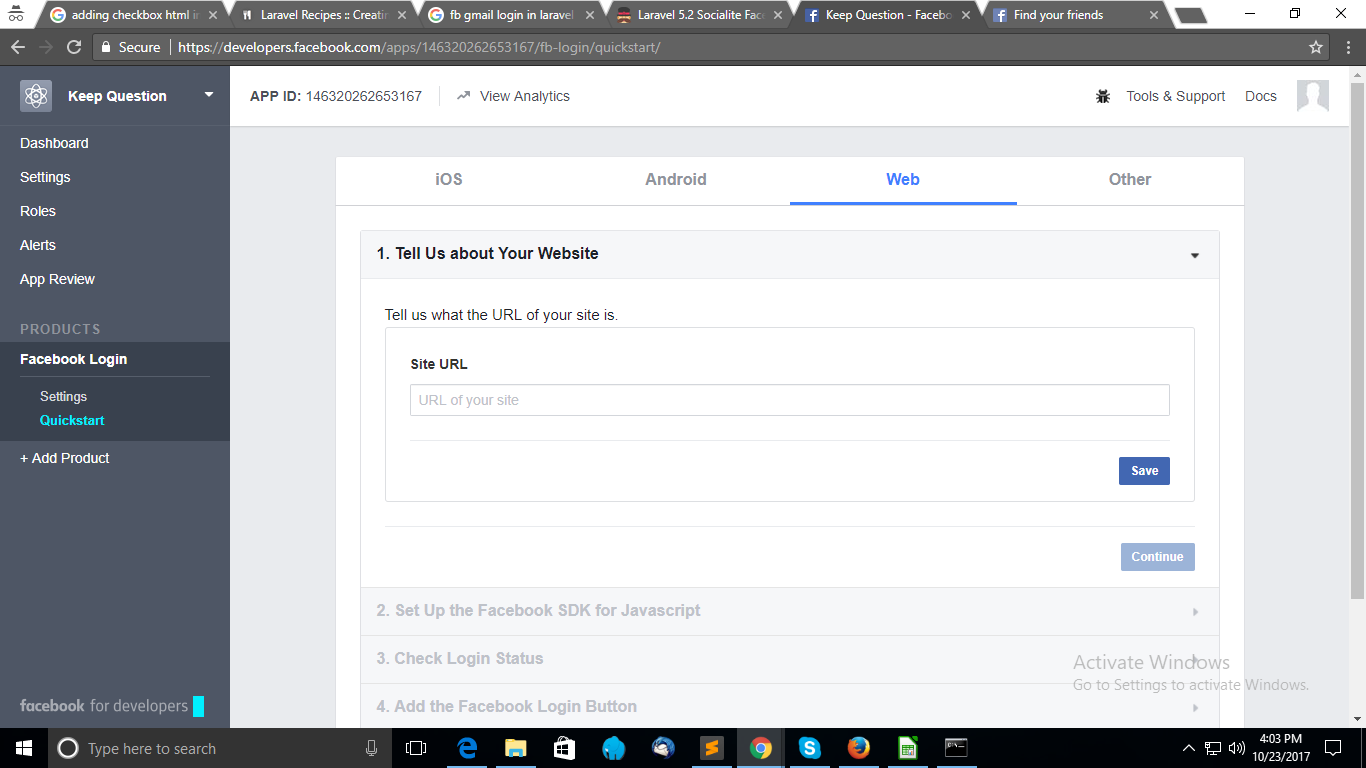 adding checkbox html i
Laravel Recipes :: Creatin
fb gmail login in laravel
Laravel 5.2 Socialite Fac
Keep Question - Facebo
Find your friends
Secure
https://developers.facebook.com/apps/146320262653167/fb-login/quickstart/
Keep Question
APP ID: 146320262653167
View Analytics
Tools & Support
Docs
Dashboard
Settings
Roles
Alerts
App Review
PRODUCTS
Facebook Login
Settings
Quickstart
+ Add Product
facebook for developers
iOS
Android
Web
Other
1. Tell Us about Your Website
Tell us what the URL of your site is.
Site URL
URL of your site
Save
Continue
2. Set Up the Facebook SDK for Javascript
3. Check Login Status
4. Add the Facebook Login Button
Activate Windows
Go to Settings to activate Windows.
Type here to search
4:03 PM
10/23/2017